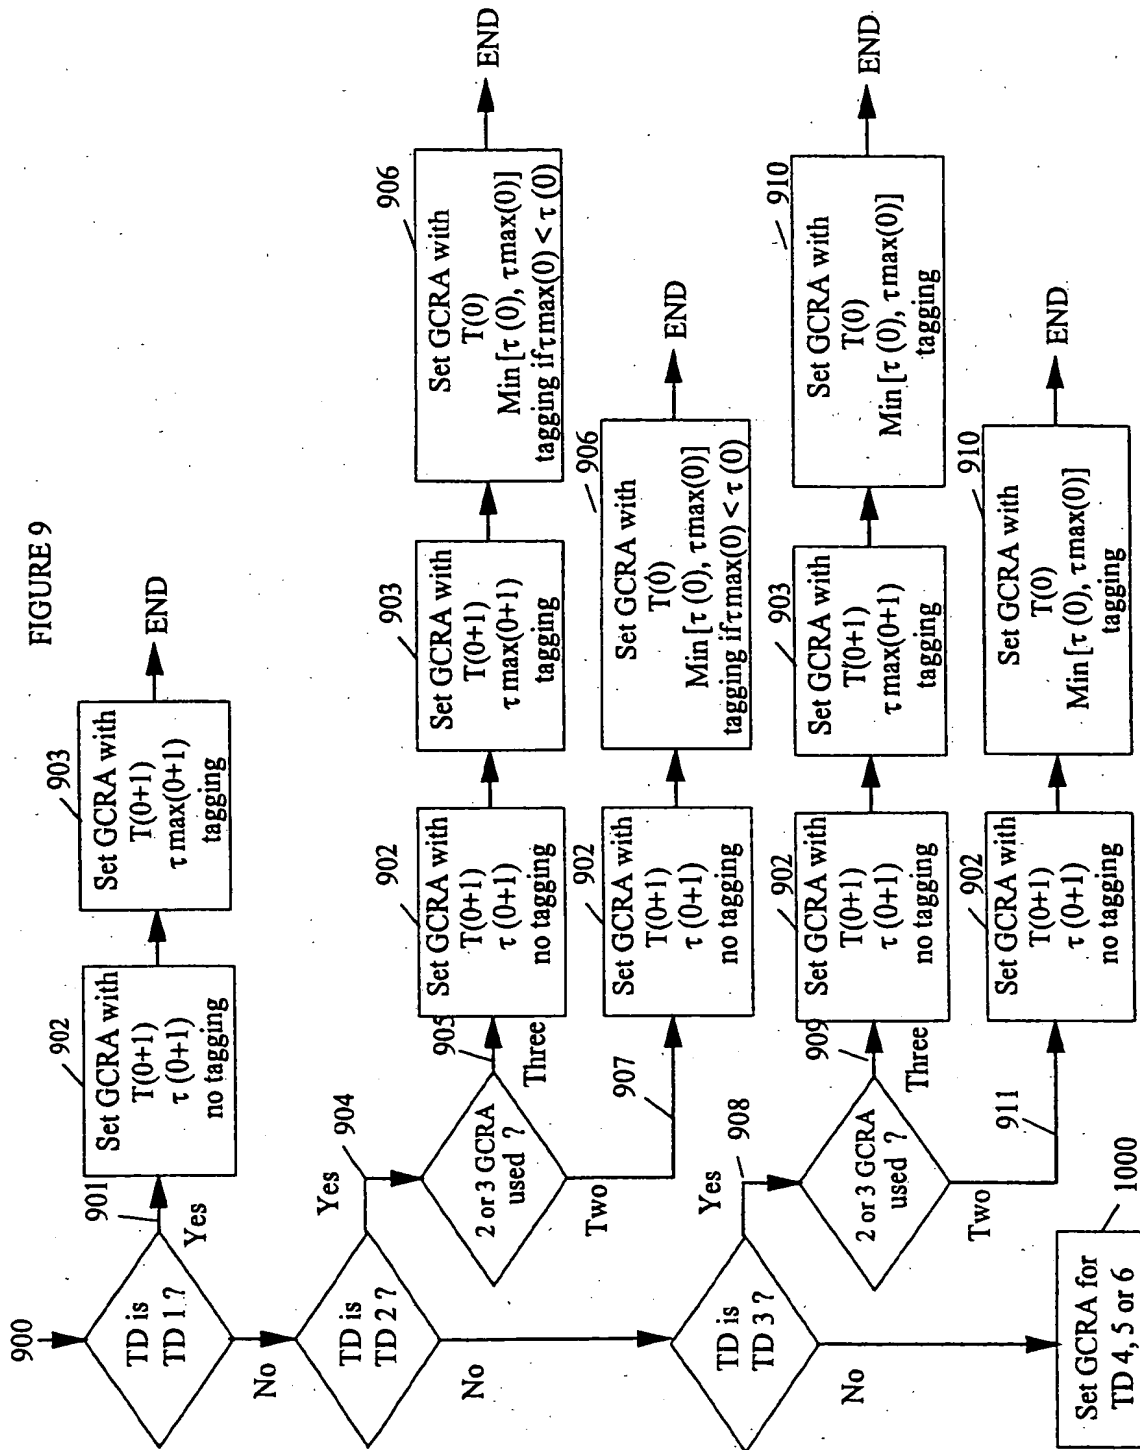 FIGURE 9
900
TD is
TD 1 ?
901
Yes
No
902
Set GCRA with
T(0+1)
τ (0+1)
no tagging
903
Set GCRA with
T(0+1)
τ max(0+1)
tagging
END
TD is
TD 2 ?
Yes
904
No
2 or 3 GCRA
used ?
905
Three
902
Set GCRA with
T(0+1)
τ (0+1)
no tagging
903
Set GCRA with
T(0+1)
τ max(0+1)
tagging
906
Set GCRA with
T(0)
Min [τ (0), τmax(0)]
tagging if τmax(0) < τ (0)
END
Two
907
902
Set GCRA with
T(0+1)
τ (0+1)
no tagging
906
Set GCRA with
T(0)
Min [τ (0), τmax(0)]
tagging if τmax(0) < τ (0)
END
TD is
TD 3 ?
Yes
908
No
2 or 3 GCRA
used ?
909
Three
902
Set GCRA with
T(0+1)
τ (0+1)
no tagging
903
Set GCRA with
T(0+1)
τ max(0+1)
tagging
910
Set GCRA with
T(0)
Min [τ (0), τmax(0)]
tagging
END
Two
911
902
Set GCRA with
T(0+1)
τ (0+1)
no tagging
910
Set GCRA with
T(0)
Min [τ (0), τmax(0)]
tagging
END
1000
Set GCRA for
TD 4, 5 or 6